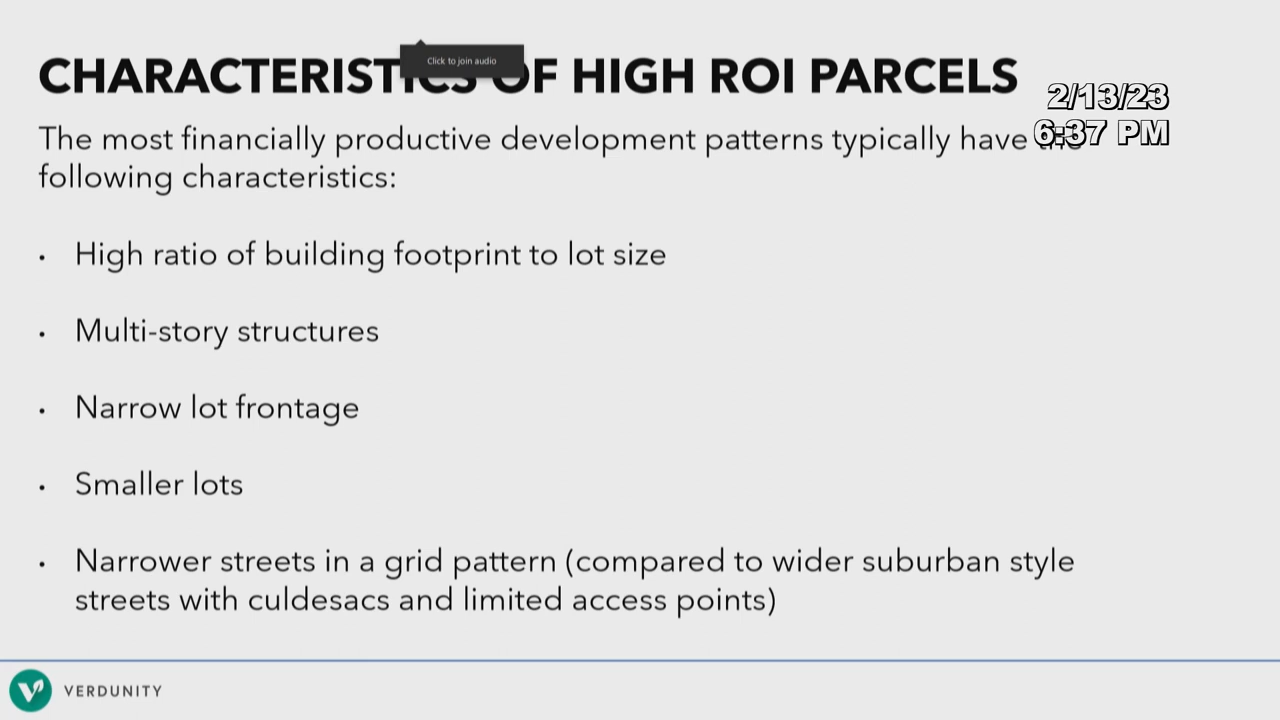 Click to join audio
CHARACTERISTICS OF HIGH ROI PARCELS
2/13/23
6:37 PM
The most financially productive development patterns typically have the
following characteristics:
• High ratio of building footprint to lot size
• Multi-story structures
• Narrow lot frontage
• Smaller lots
• Narrower streets in a grid pattern (compared to wider suburban style
streets with culdesacs and limited access points)
VERDUNITY